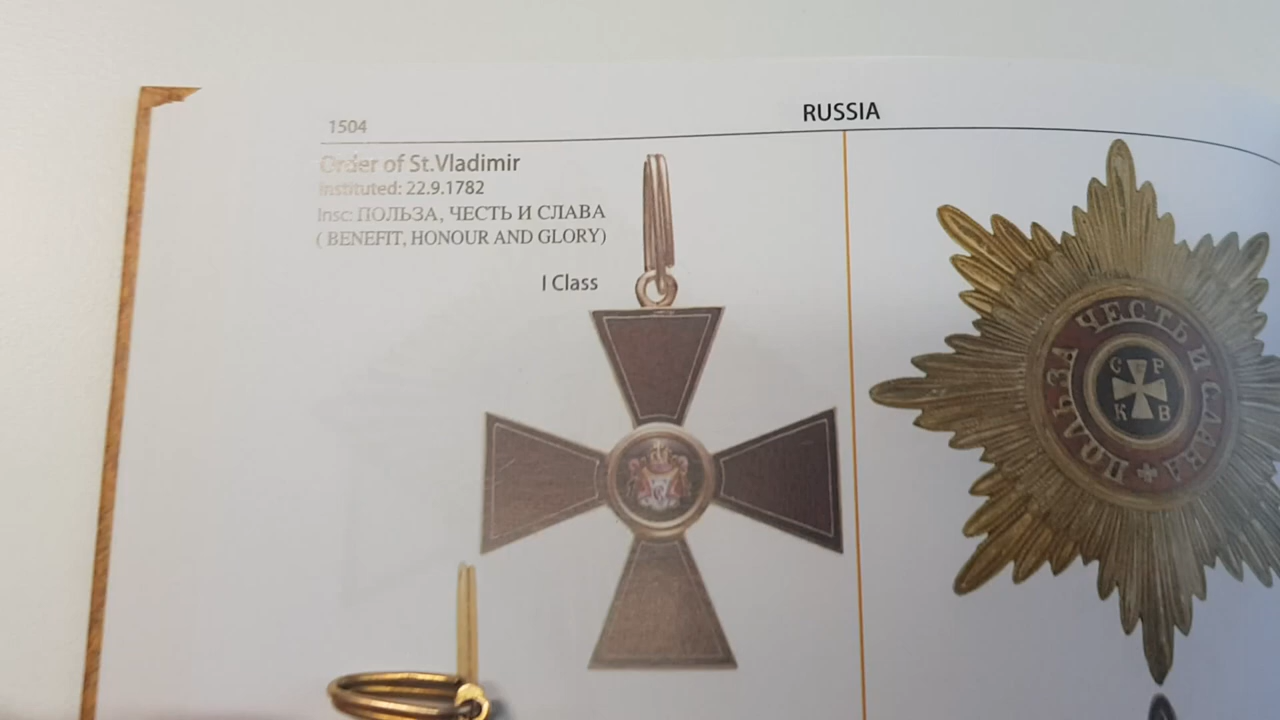 RUSSIA
1504
Order of St.Vladimir
Instituted: 22.9.1782
Insc: ПОЛЬЗА, ЧЕСТЬ И СЛАВА
( BENEFIT, HONOUR AND GLORY)
I Class
ПОЛЬЗА ЧЕСТЬ И СЛАВА
С Р
К В